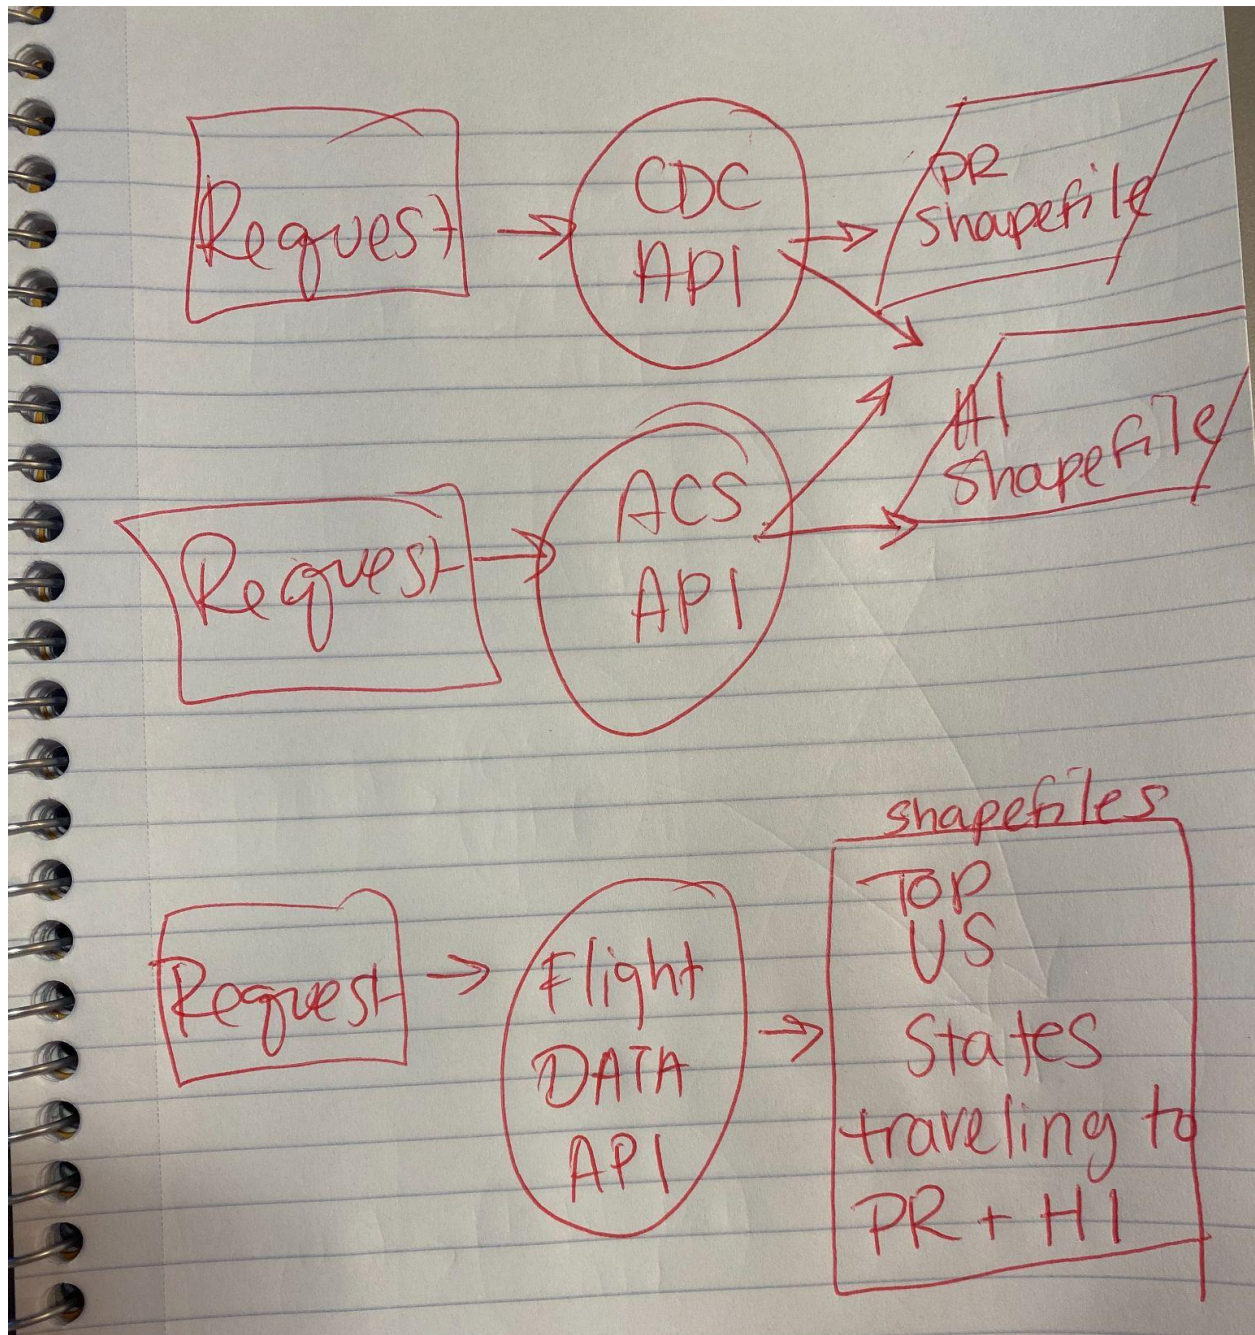 Request
CDC
API
PR
shapefile
HI
shapefile
Request
ACS
API
shapefiles
Request
Flight
DATA
API
TOP
US
States
traveling to
PR + HI